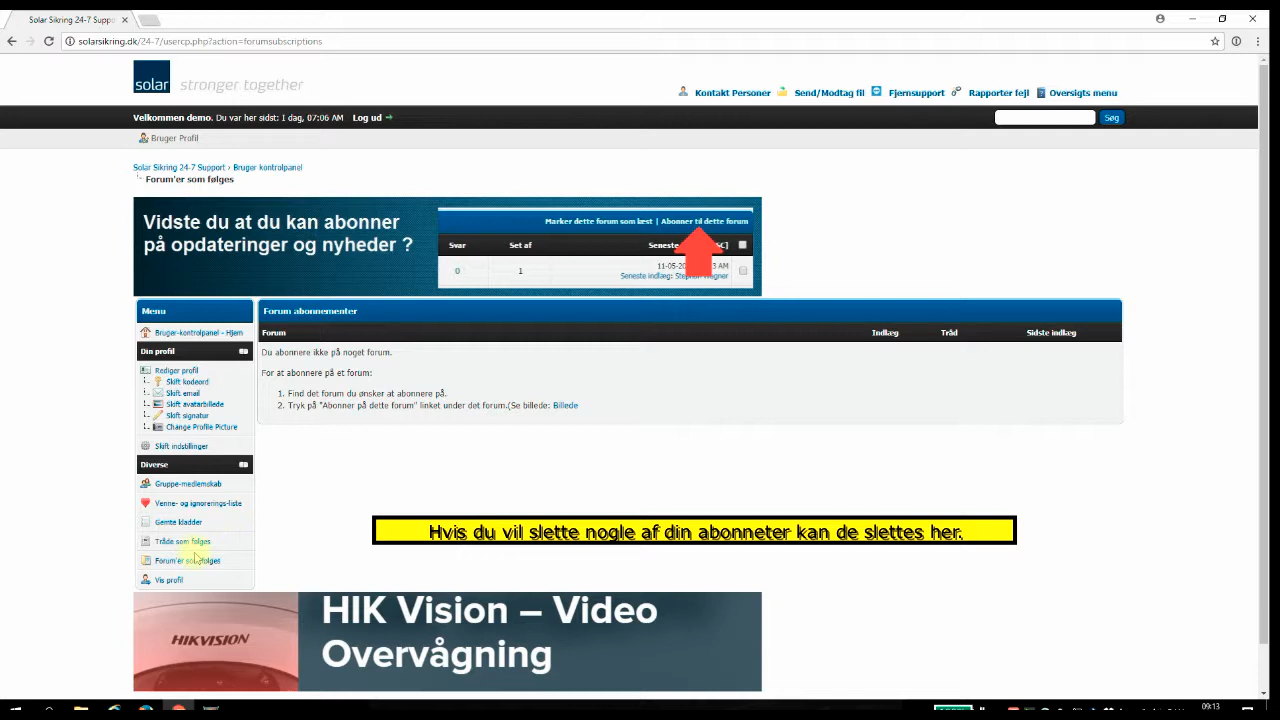 Solar Sikring 24-7 Suppo
solarsikring.dk/24-7/usercp.php?action=forumsubscriptions
solar stronger together
Kontakt Personer Send/Modtag fil Fjernsupport Rapporter fejl Oversigts menu
Velkommen demo. Du var her sidst: I dag, 07:06 AM Log ud
Søg
Bruger Profil
Solar Sikring 24-7 Support › Bruger kontrolpanel
Forum'er som følges
Vidste du at du kan abonner
på opdateringer og nyheder ?
Marker dette forum som læst | Abonner til dette forum
Svar Set af
0 1
Seneste indlæg:
Menu
Bruger-kontrolpanel - Hjem
Din profil
Rediger profil
Skift kodeord
Skift email
Skift avatarbillede
Skift signatur
Change Profile Picture
Skift indstillinger
Diverse
Gruppe-medlemskab
Venne- og ignorerings-liste
Gemte kladder
Tråde som følges
Forum'er som følges
Vis profil
Forum abonnementer
Forum Indlæg Tråd Sidste indlæg
Du abonnere ikke på noget forum.
For at abonnere på et forum:
1. Find det forum du ønsker at abonnere på.
2. Tryk på "Abonner på dette forum" linket under det forum.(Se billede: Billede
Hvis du vil slette nogle af din abonneter kan de slettes her.
HIKVISION
HIK Vision – Video
Overvågning
09:13